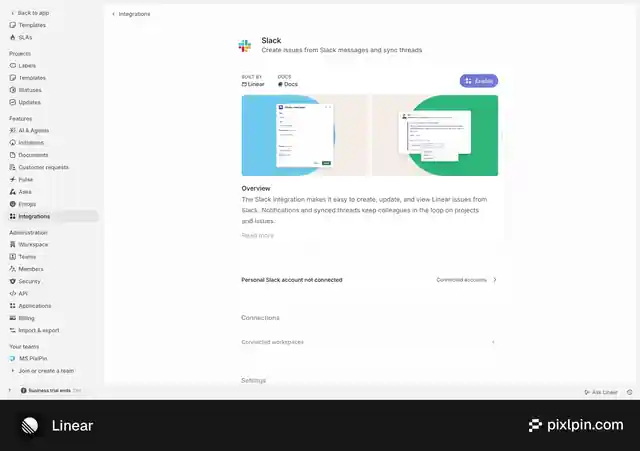 Back to app
Templates
SLAs
Projects
Labels
Templates
Statuses
Updates
Features
AI & Agents
Initiatives
Documents
Customer requests
Pulse
Asks
Emojis
Integrations
Administration
Workspace
Teams
Members
Security
API
Applications
Billing
Import & export
Your teams
MS PixlPin
Join or create a team
Business trial ends
Integrations
Slack
Create issues from Slack messages and sync threads
BUILT BY
Linear
DOCS
Docs
Enable
Overview
The Slack integration makes it easy to create, update, and view Linear issues from
Slack. Notifications and synced threads keep colleagues in the loop on projects
and issues.
Read more
Personal Slack account not connected
Connected accounts
Connections
Connected workspaces
Settings
Ask Linear
Linear
pixlpin.com